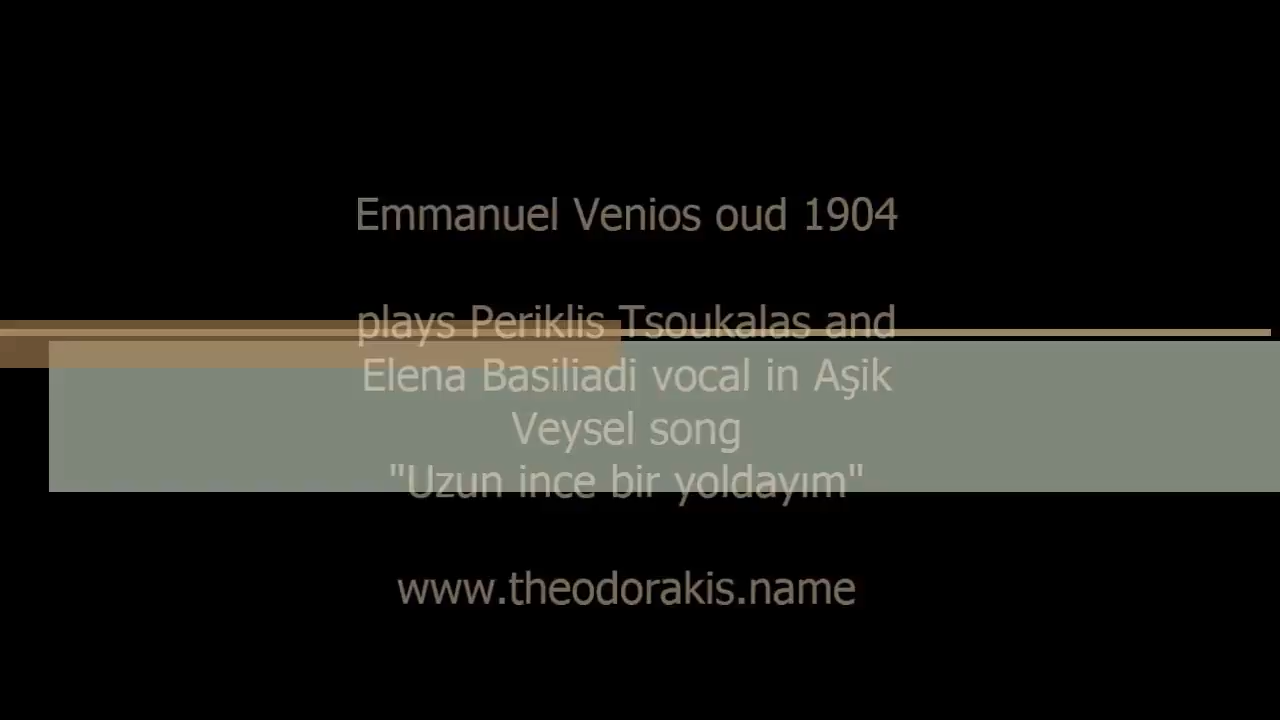 Emmanuel Venios oud 1904
plays Periklis Tsoukalas and
Elena Basiliadi vocal in Aşik
Veysel song
"Uzun ince bir yoldayım"
www.theodorakis.name